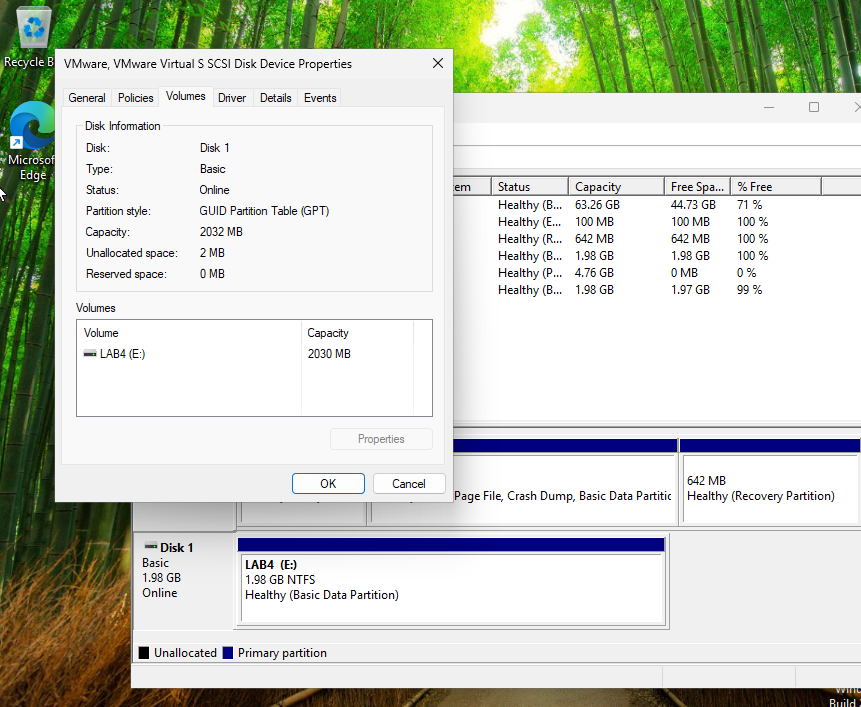 Recycle B
Microsof
Edge
VMware, VMware Virtual S SCSI Disk Device Properties
General Policies Volumes Driver Details Events
Disk Information
Disk: Disk 1
Type: Basic
Status: Online
Partition style: GUID Partition Table (GPT)
Capacity: 2032 MB
Unallocated space: 2 MB
Reserved space: 0 MB
Volumes
Volume Capacity
LAB4 (E:) 2030 MB
Properties
OK Cancel
tem Status Capacity Free Spa... % Free
Healthy (B... 63.26 GB 44.73 GB 71 %
Healthy (E... 100 MB 100 MB 100 %
Healthy (R... 642 MB 642 MB 100 %
Healthy (B... 1.98 GB 1.98 GB 100 %
Healthy (P... 4.76 GB 0 MB 0 %
Healthy (B... 1.98 GB 1.97 GB 99 %
Page File, Crash Dump, Basic Data Partitic
642 MB
Healthy (Recovery Partition)
Disk 1
Basic
1.98 GB
Online
LAB4 (E:)
1.98 GB NTFS
Healthy (Basic Data Partition)
Unallocated Primary partition
Build